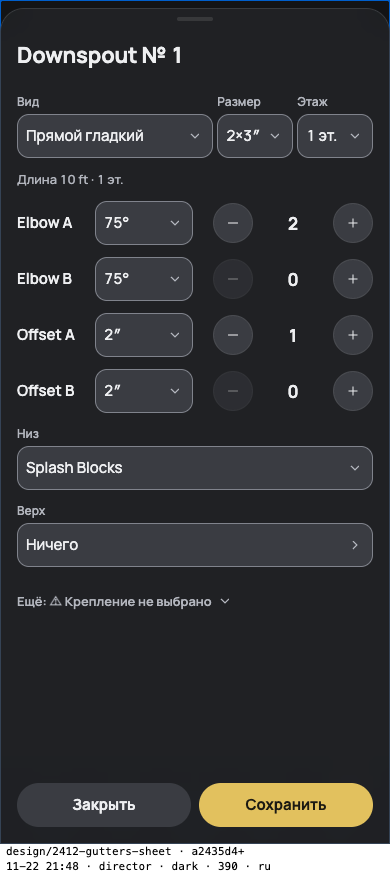 Downspout № 1
Вид Размер Этаж
Прямой гладкий 2×3″ 1 эт.
Длина 10 ft · 1 эт.
Elbow A 75° − 2 +
Elbow B 75° − 0 +
Offset A 2″ − 1 +
Offset B 2″ − 0 +
Низ
Splash Blocks
Верх
Ничего
Ещё: ⚠ Крепление не выбрано
Закрыть Сохранить
design/2412-gutters-sheet · a2435d4+
11-22 21:48 · director · dark · 390 · ru